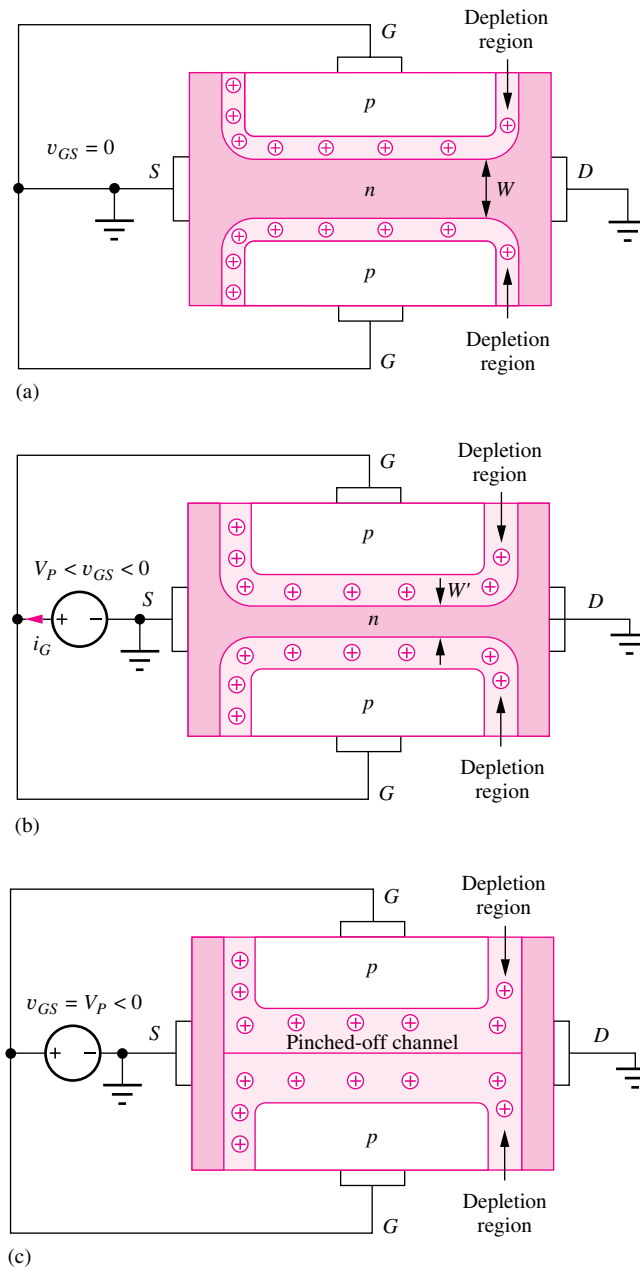 G
Depletion
region
p
v_GS = 0
S
n
W
D
p
Depletion
region
G
(a)
G
Depletion
region
p
V_P < v_GS < 0
S
W'
D
+ −
n
i_G
p
Depletion
region
G
(b)
Depletion
region
G
p
v_GS = V_P < 0
S
Pinched-off channel
D
+ −
p
Depletion
region
G
(c)